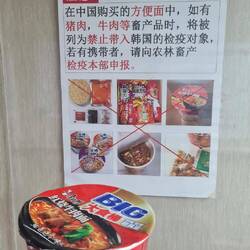 在中国购买的方便面中，如有
猪肉，牛肉等畜产品时，将被
列为禁止带入韩国的检疫对象，
若有携带者，请向农林畜产
检疫本部申报。
BIG